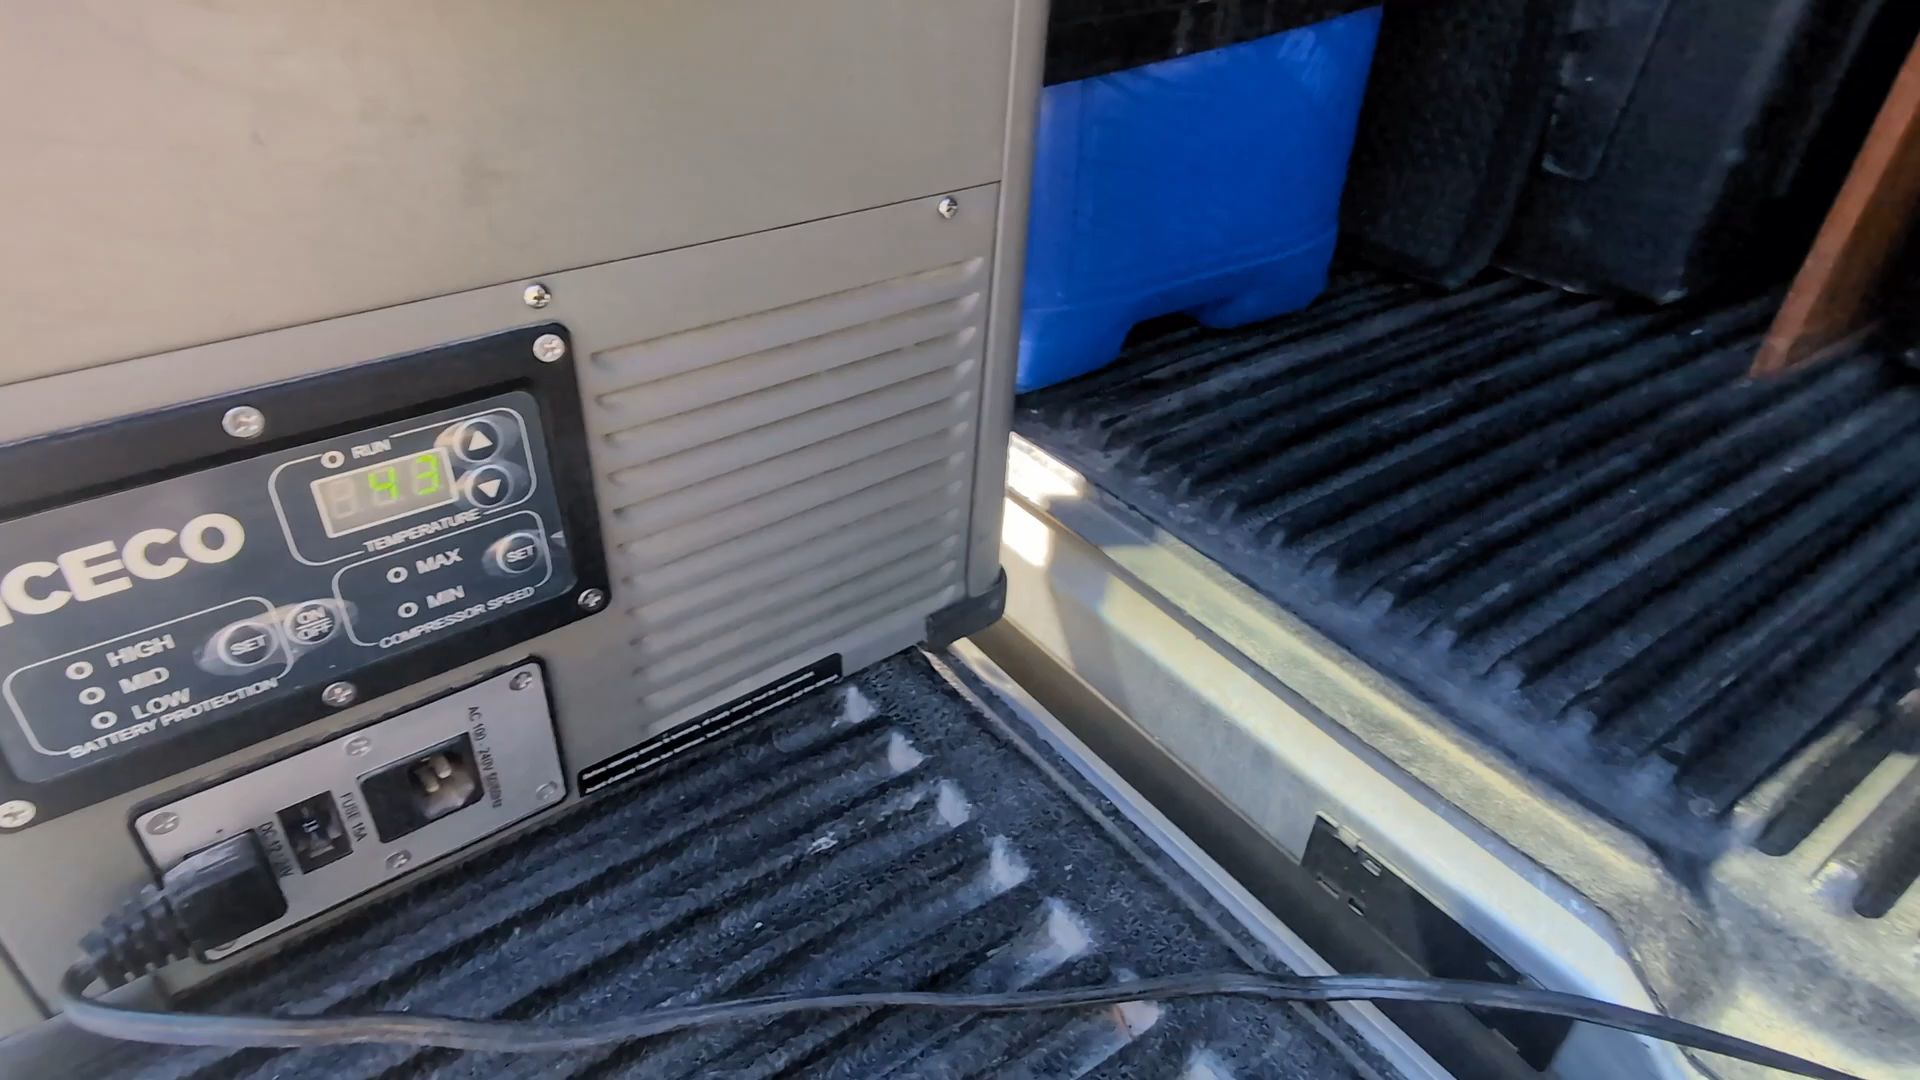 RUN
43
TEMPERATURE
ICECO
MAX
SET
MIN
COMPRESSOR SPEED
HIGH
SET
ON
OFF
MID
LOW
BATTERY PROTECTION
AC 100 - 240V 50/60Hz
FUSE 15A
DC 12-24V